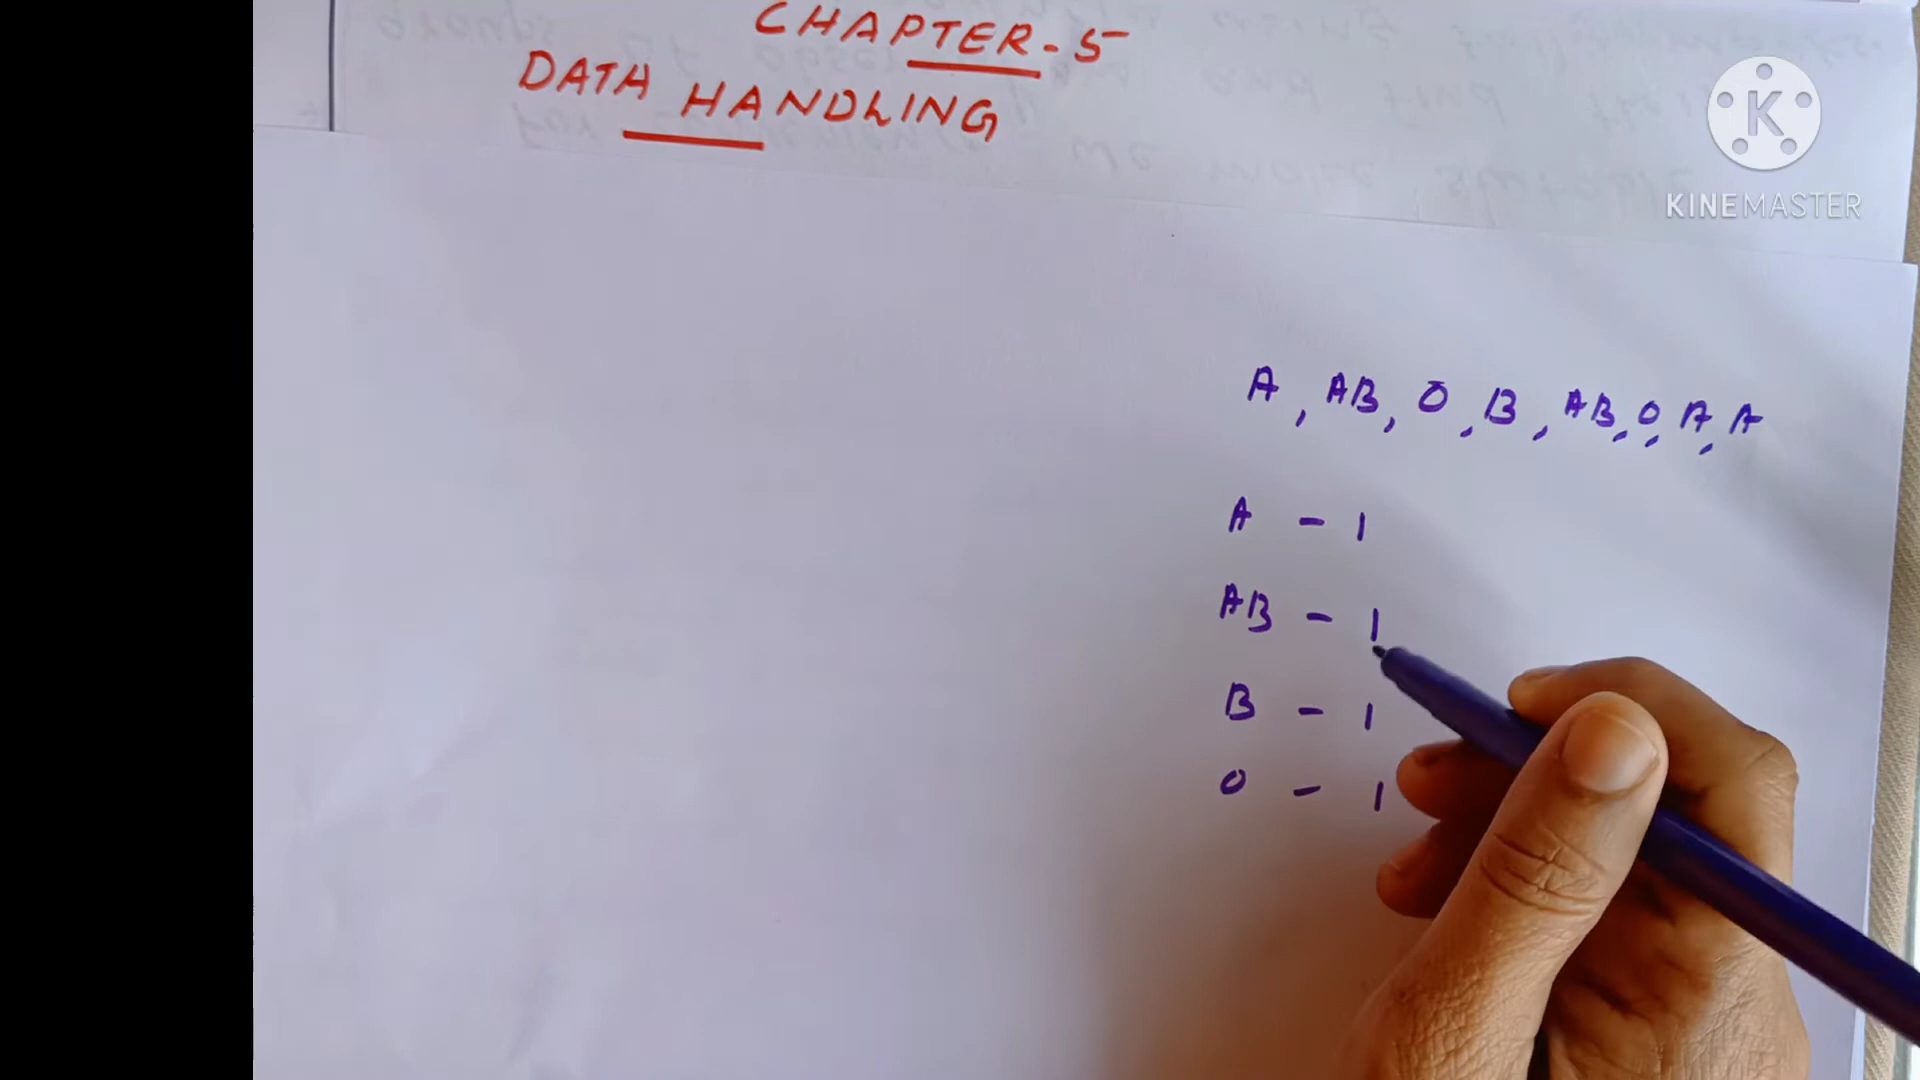 CHAPTER-5
DATA HANDLING
K
KINEMASTER
A, AB, O, B, AB, O, A, A
A - 1
AB - 1
B - 1
O - 1